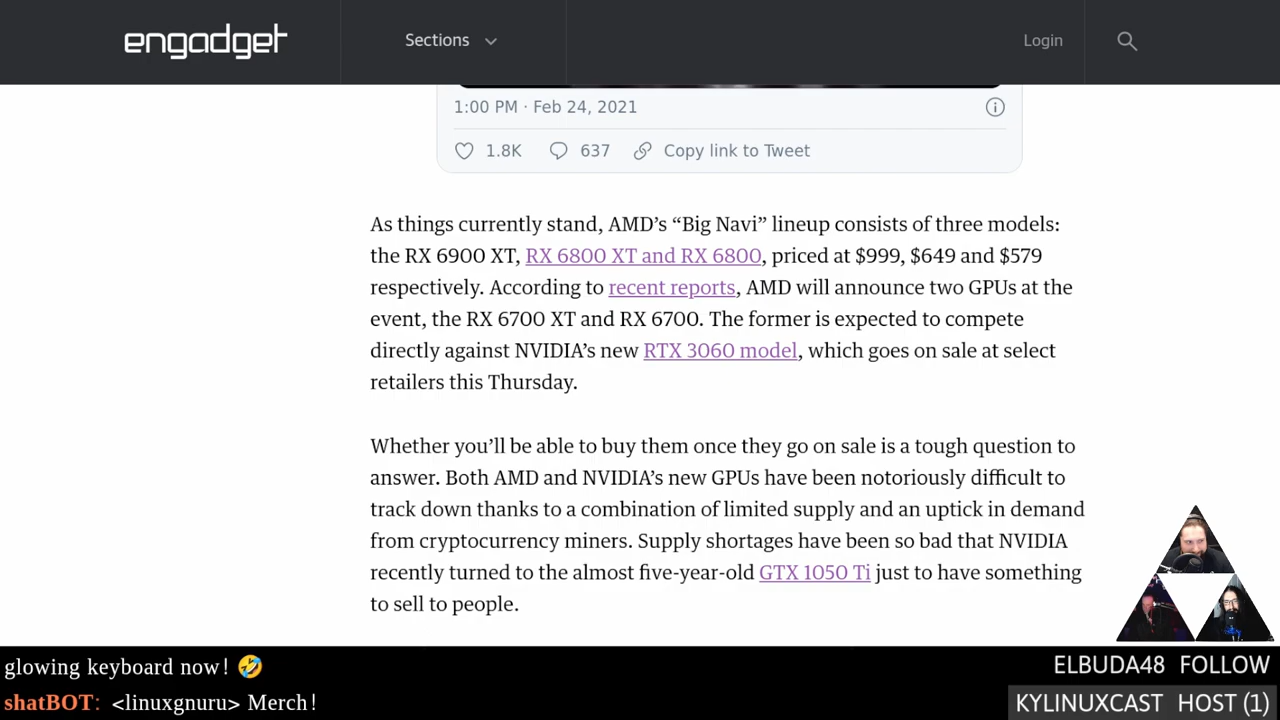 engadget
Sections
Login
1:00 PM · Feb 24, 2021
1.8K 637 Copy link to Tweet
As things currently stand, AMD’s “Big Navi” lineup consists of three models:
the RX 6900 XT, RX 6800 XT and RX 6800, priced at $999, $649 and $579
respectively. According to recent reports, AMD will announce two GPUs at the
event, the RX 6700 XT and RX 6700. The former is expected to compete
directly against NVIDIA’s new RTX 3060 model, which goes on sale at select
retailers this Thursday.
Whether you’ll be able to buy them once they go on sale is a tough question to
answer. Both AMD and NVIDIA’s new GPUs have been notoriously difficult to
track down thanks to a combination of limited supply and an uptick in demand
from cryptocurrency miners. Supply shortages have been so bad that NVIDIA
recently turned to the almost five-year-old GTX 1050 Ti just to have something
to sell to people.
glowing keyboard now! 🤣
shatBOT: <linuxgnuru> Merch!
ELBUDA48 FOLLOW
KYLINUXCAST HOST (1)